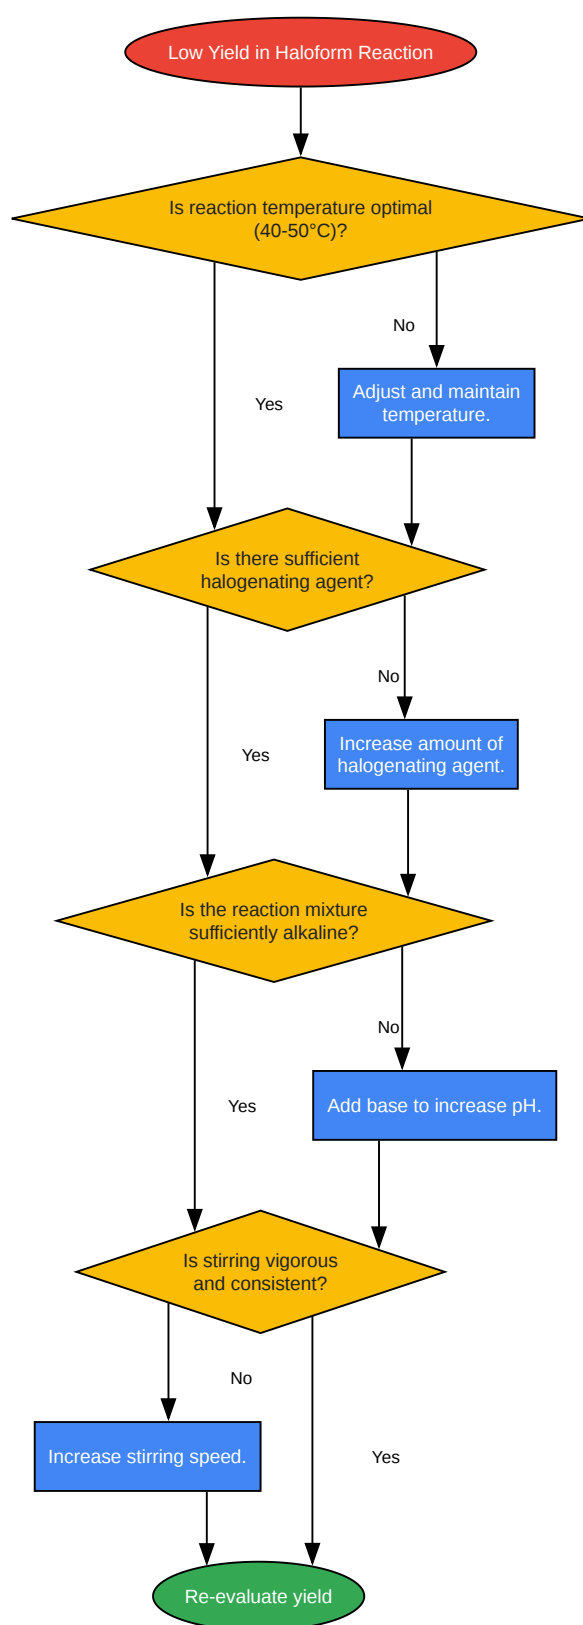 Low Yield in Haloform Reaction
Is reaction temperature optimal
(40-50°C)?
No
Yes
Adjust and maintain
temperature.
Is there sufficient
halogenating agent?
No
Yes
Increase amount of
halogenating agent.
Is the reaction mixture
sufficiently alkaline?
No
Yes
Add base to increase pH.
Is stirring vigorous
and consistent?
No
Yes
Increase stirring speed.
Re-evaluate yield